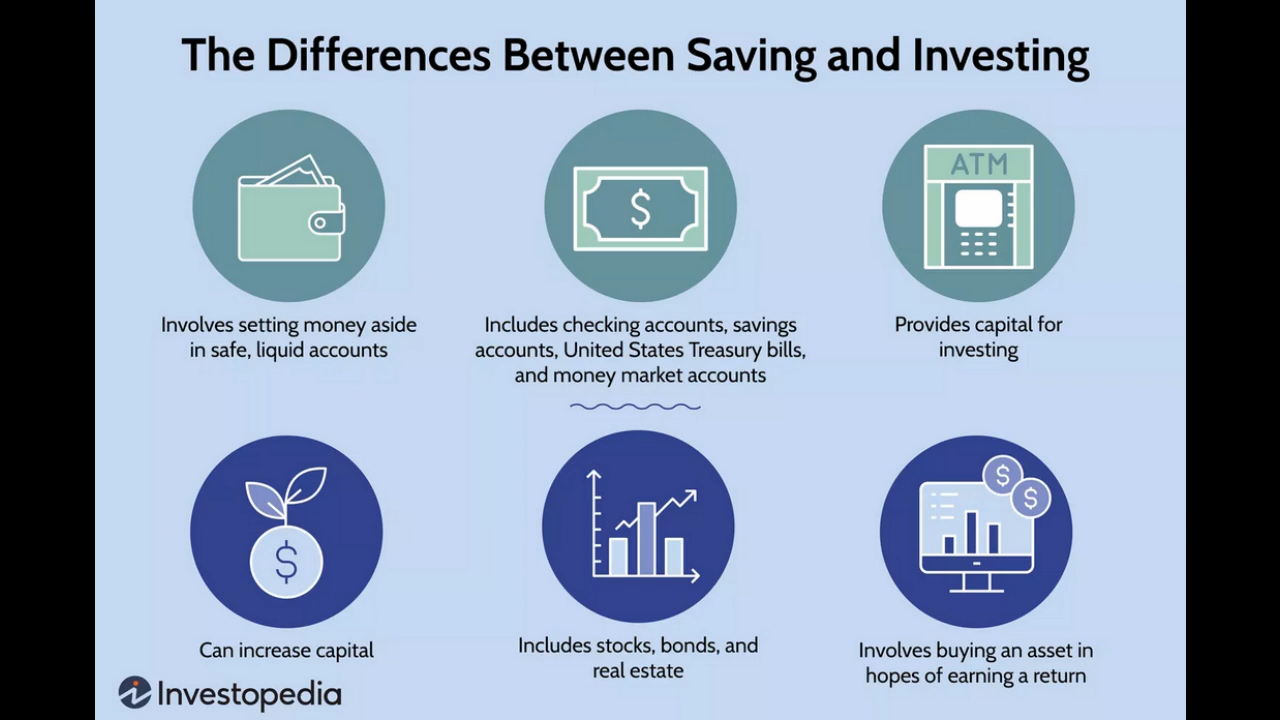 The Differences Between Saving and Investing
ATM
$
Involves setting money aside
in safe, liquid accounts
Includes checking accounts, savings
accounts, United States Treasury bills,
and money market accounts
Provides capital for
investing
$
$
$
Can increase capital
Includes stocks, bonds, and
real estate
Involves buying an asset in
hopes of earning a return
Investopedia